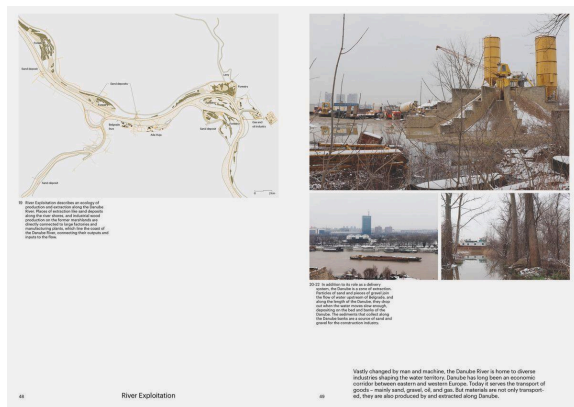 Sand deposit
Sand deposits
Sand deposit
Sand deposit
19 River Exploitation describes an ecology of
production and extraction along the Danube
River. Places of extraction like sand deposits
along the river shores, and industrial wood
production on the former marshlands are
directly connected to large factories and
manufacturing plants, which line the coast of
the Danube River, connecting their outputs and
inputs to the flow.
20-22 In addition to its role as a delivery
system, the Danube is a zone of extraction.
Particles of sand and pieces of gravel join
the flow of water upstream of Belgrade, and
along the length of the Danube, they drop
out when the water moves slow enough,
depositing on the bed and banks of the
Danube. The sediments that collect along
the Danube banks are a source of sand and
gravel for the construction industry.
Vastly changed by man and machine, the Danube River is home to diverse
industries shaping the water territory. Danube has long been an economic
corridor between eastern and western Europe. Today it serves the transport of
goods – mainly sand, gravel, oil, and gas. But materials are not only transport-
ed, they are also produced by and extracted along Danube.
48
River Exploitation
49